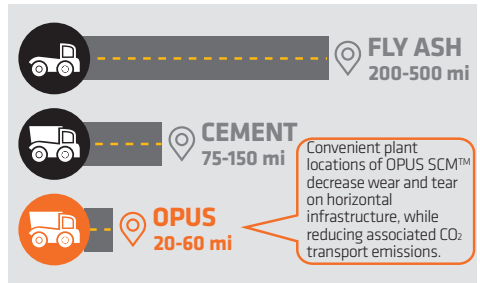 FLY ASH
200-500 mi
CEMENT
75-150 mi
OPUS
20-60 mi
Convenient plant
locations of OPUS SCM™
decrease wear and tear
on horizontal
infrastructure, while
reducing associated CO₂
transport emissions.